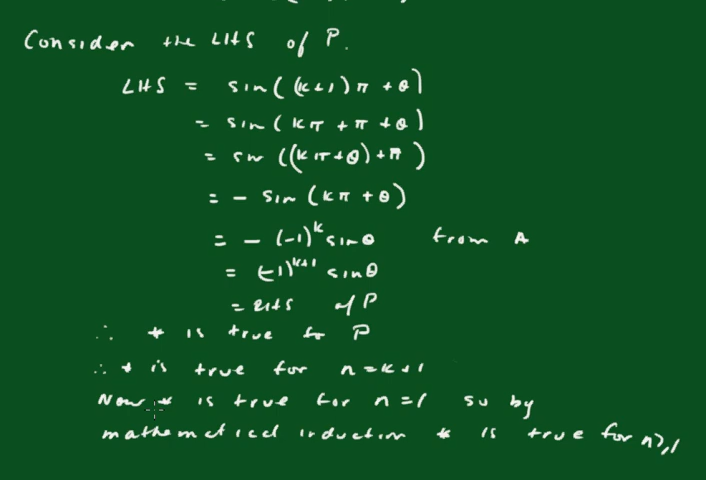 Consider the LHS of P.
LHS = sin((k+1)π + θ)
= sin(kπ + π + θ)
= sin((kπ+θ)+π)
= - sin(kπ + θ)
= - (-1)^k sinθ from A
= (-1)^k+1 sinθ
= RHS of P
∴ * is true for P
∴ * is true for n = k+1
Now * is true for n = 1 so by
mathematical induction * is true for n≥1